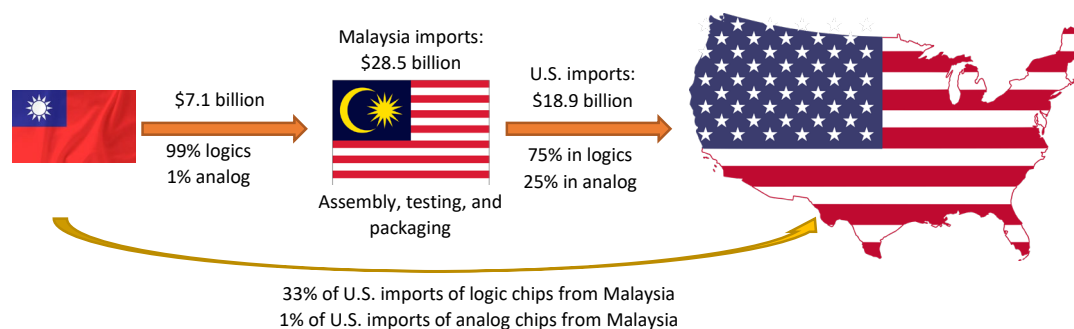 Malaysia imports:
$28.5 billion
U.S. imports:
$18.9 billion
$7.1 billion
99% logics
1% analog
75% in logics
25% in analog
Assembly, testing, and
packaging
33% of U.S. imports of logic chips from Malaysia
1% of U.S. imports of analog chips from Malaysia